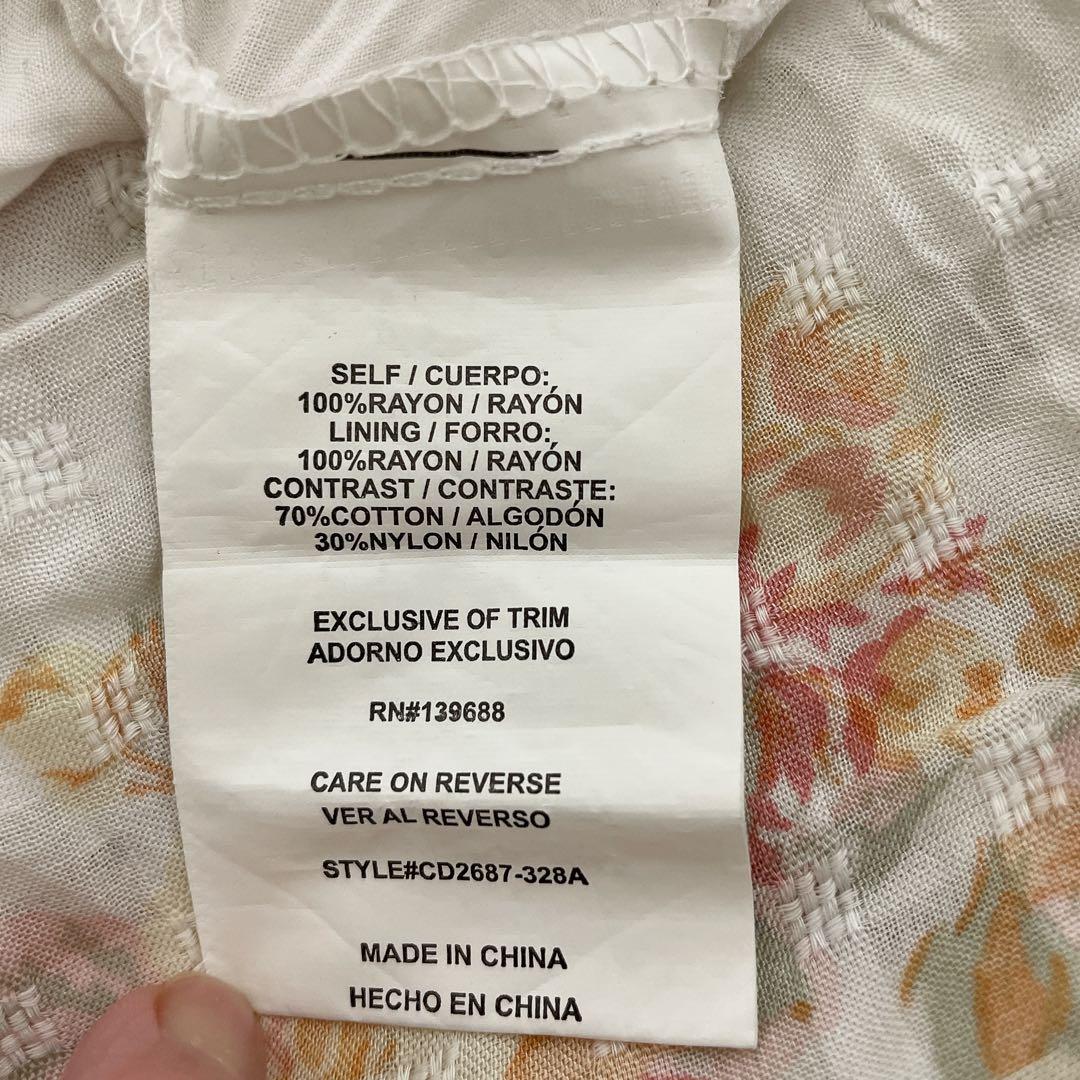 SELF / CUERPO:
100%RAYON / RAYÓN
LINING / FORRO:
100%RAYON / RAYÓN
CONTRAST / CONTRASTE:
70%COTTON / ALGODÓN
30%NYLON / NILÓN
EXCLUSIVE OF TRIM
ADORNO EXCLUSIVO
RN#139688
CARE ON REVERSE
VER AL REVERSO
STYLE#CD2687-328A
MADE IN CHINA
HECHO EN CHINA